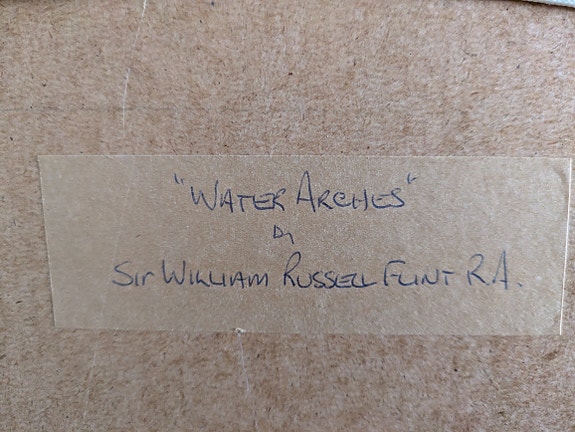 "WATER ARCHES"
By
Sir WILLIAM RUSSELL FLINT R.A.